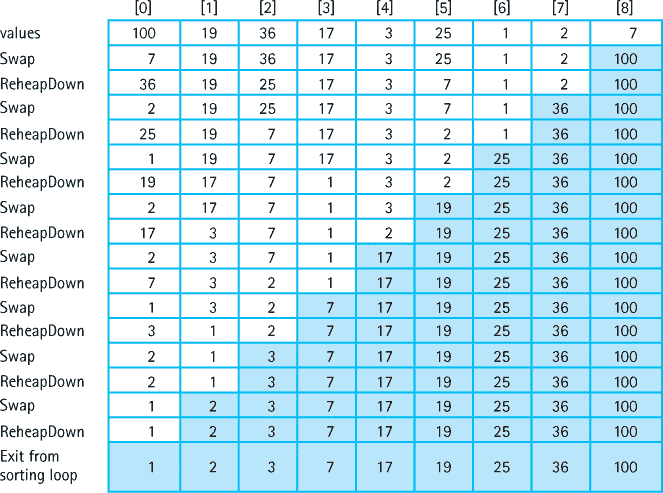 [0] [1] [2] [3] [4] [5] [6] [7] [8]
values 100 19 36 17 3 25 1 2 7
Swap 7 19 36 17 3 25 1 2 100
ReheapDown 36 19 25 17 3 7 1 2 100
Swap 2 19 25 17 3 7 1 36 100
ReheapDown 25 19 7 17 3 2 1 36 100
Swap 1 19 7 17 3 2 25 36 100
ReheapDown 19 17 7 1 3 2 25 36 100
Swap 2 17 7 1 3 19 25 36 100
ReheapDown 17 3 7 1 2 19 25 36 100
Swap 2 3 7 1 17 19 25 36 100
ReheapDown 7 3 2 1 17 19 25 36 100
Swap 1 3 2 7 17 19 25 36 100
ReheapDown 3 1 2 7 17 19 25 36 100
Swap 2 1 3 7 17 19 25 36 100
ReheapDown 2 1 3 7 17 19 25 36 100
Swap 1 2 3 7 17 19 25 36 100
ReheapDown 1 2 3 7 17 19 25 36 100
Exit from
sorting loop 1 2 3 7 17 19 25 36 100